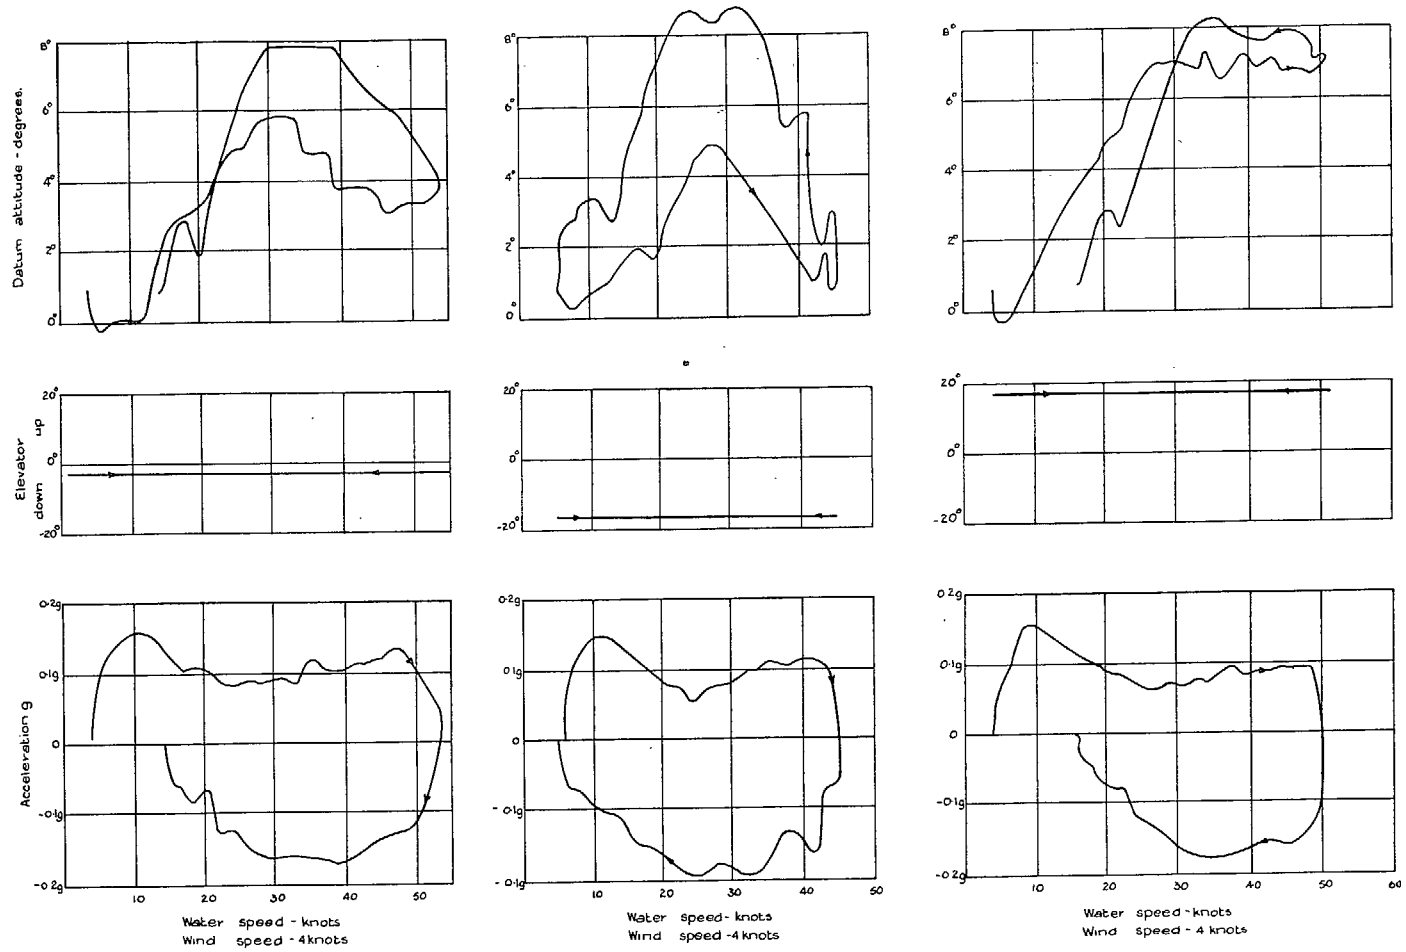 Datum attitude - degrees.
8°
6°
4°
2°
0°
8°
6°
4°
2°
0°
8°
6°
4°
2°
0°
Elevator
down up
20°
0°
-20°
20°
0°
-20°
20°
0°
-20°
Acceleration g
0.2g
0.1g
0
-0.1g
-0.2g
0.2g
0.1g
0
-0.1g
-0.1g
0.2g
0.1g
0
-0.1g
-0.2g
10 20 30 40 50
10 20 30 40 50
10 20 30 40 50 60
Water speed - knots
Wind speed - 4 knots
Water speed - knots
Wind speed - 4 knots
Water speed - knots
Wind speed - 4 knots